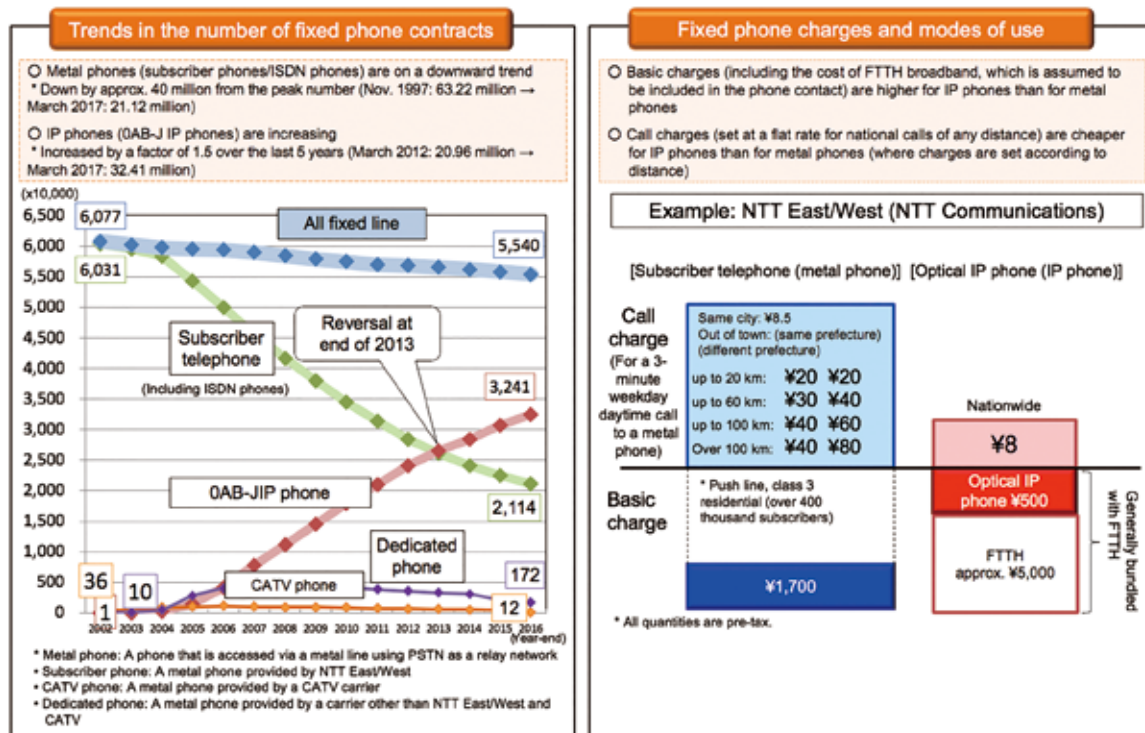 Trends in the number of fixed phone contracts
○ Metal phones (subscriber phones/ISDN phones) are on a downward trend
* Down by approx. 40 million from the peak number (Nov. 1997: 63.22 million →
March 2017: 21.12 million)
○ IP phones (0AB-J IP phones) are increasing
* Increased by a factor of 1.5 over the last 5 years (March 2012: 20.96 million →
March 2017: 32.41 million)
(x10,000)
6,500
6,000
5,500
5,000
4,500
4,000
3,500
3,000
2,500
2,000
1,500
1,000
500
0
6,077
All fixed line
5,540
6,031
Subscriber
telephone
(Including ISDN phones)
Reversal at
end of 2013
3,241
0AB-JIP phone
2,114
Dedicated
phone
36
10
CATV phone
172
1
12
2002 2003 2004 2005 2006 2007 2008 2009 2010 2011 2012 2013 2014 2015 2016
(Year-end)
* Metal phone: A phone that is accessed via a metal line using PSTN as a relay network
• Subscriber phone: A metal phone provided by NTT East/West
• CATV phone: A metal phone provided by a CATV carrier
• Dedicated phone: A metal phone provided by a carrier other than NTT East/West and
CATV
Fixed phone charges and modes of use
○ Basic charges (including the cost of FTTH broadband, which is assumed to
be included in the phone contact) are higher for IP phones than for metal
phones
○ Call charges (set at a flat rate for national calls of any distance) are cheaper
for IP phones than for metal phones (where charges are set according to
distance)
Example: NTT East/West (NTT Communications)
[Subscriber telephone (metal phone)] [Optical IP phone (IP phone)]
Call
charge
(For a 3-
minute
weekday
daytime call
to a metal
phone)
Same city: ¥8.5
Out of town: (same prefecture)
(different prefecture)
up to 20 km: ¥20 ¥20
up to 60 km: ¥30 ¥40
up to 100 km: ¥40 ¥60
Over 100 km: ¥40 ¥80
Nationwide
¥8
Basic
charge
* Push line, class 3
residential (over 400
thousand subscribers)
¥1,700
Optical IP
phone ¥500
FTTH
approx. ¥5,000
Generally bundled
with FTTH
* All quantities are pre-tax.